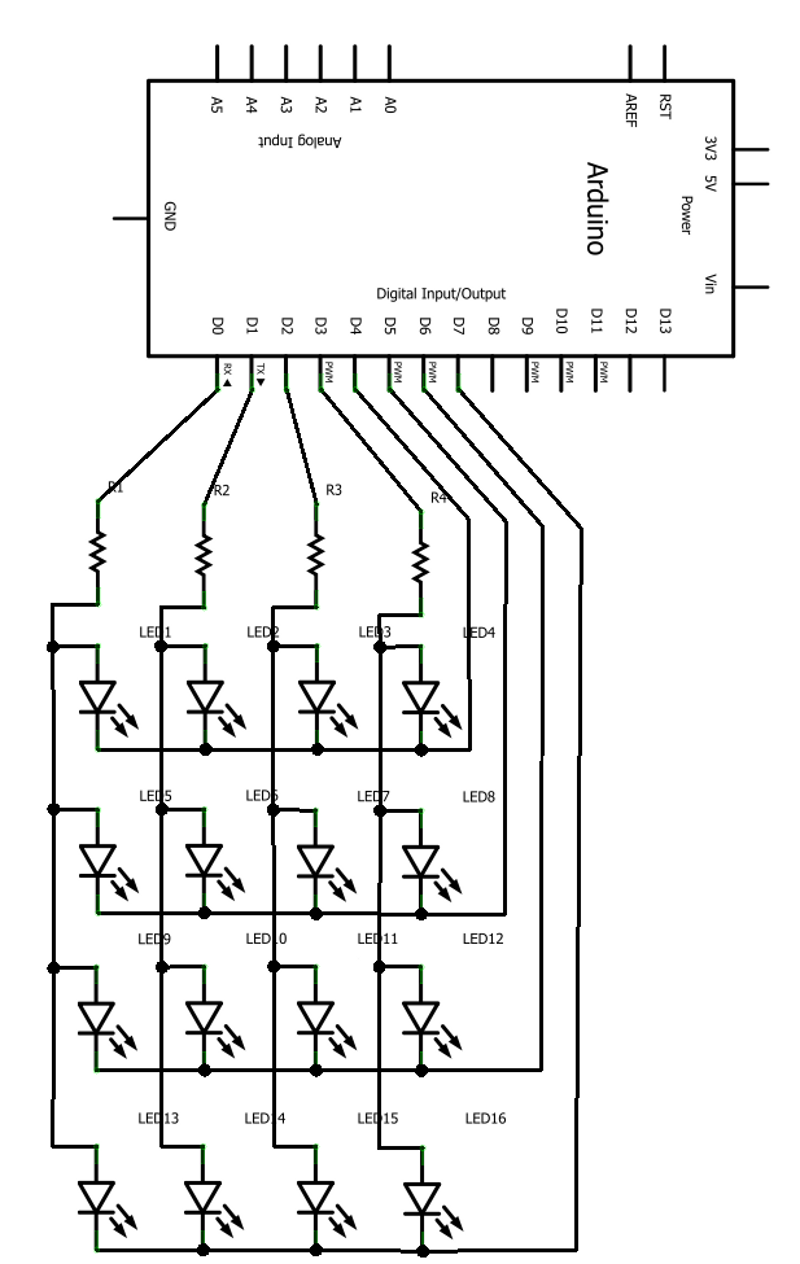 A5 A4 A3 A2 A1 A0 AREF RST
Analog Input
3V3
5V
Arduino
Power
GND
Vin
Digital Input/Output
D0 D1 D2 D3 D4 D5 D6 D7 D8 D9 D10 D11 D12 D13
RX TX PWM PWM PWM PWM PWM PWM
R1 R2 R3 R4
LED1 LED2 LED3 LED4
LED5 LED6 LED7 LED8
LED9 LED10 LED11 LED12
LED13 LED14 LED15 LED16